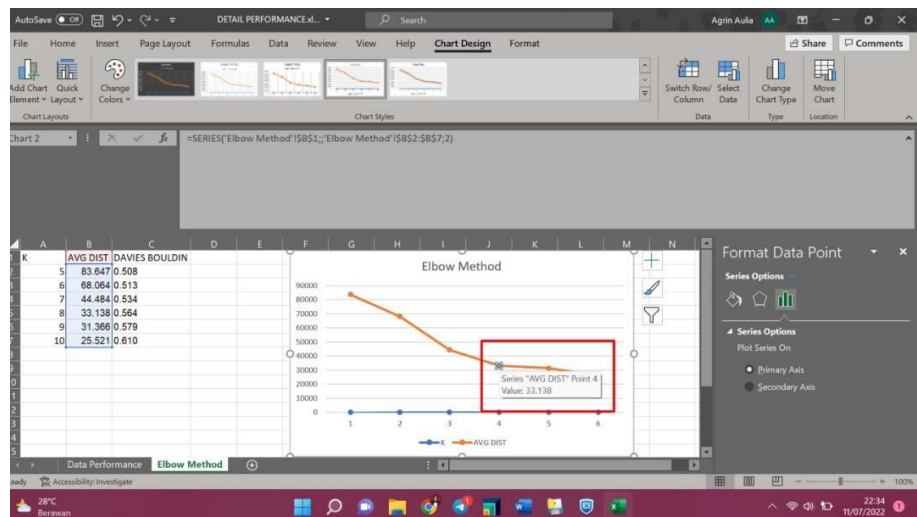 AutoSave Off DETAIL PERFORMANCE.xl... Search Agrin Aulia AA
File Home Insert Page Layout Formulas Data Review View Help Chart Design Format Share Comments
Add Chart Element Quick Layout Change Colors Switch Row/ Column Select Data Change Chart Type Move Chart
Chart Layouts Chart Styles Data Type Location
Chart 2 fx =SERIES('Elbow Method'!$B$1;;'Elbow Method'!$B$2:$B$7;2)
A B C D E F G H I J K L M N
K AVG DIST DAVIES BOULDIN
5 83.647 0.508
6 68.064 0.513
7 44.484 0.534
8 33.138 0.564
9 31.366 0.579
10 25.521 0.610
Elbow Method
90000
80000
70000
60000
50000
40000
30000
20000
10000
0
1 2 3 4 5 6
Series "AVG DIST" Point 4
Value: 33.138
K AVG DIST
Format Data Point
Series Options
Series Options
Plot Series On
Primary Axis
Secondary Axis
Data Perfor Elbow Method
Accessibility: Investigate 100%
28°C
Berawan
22:34
11/07/2022